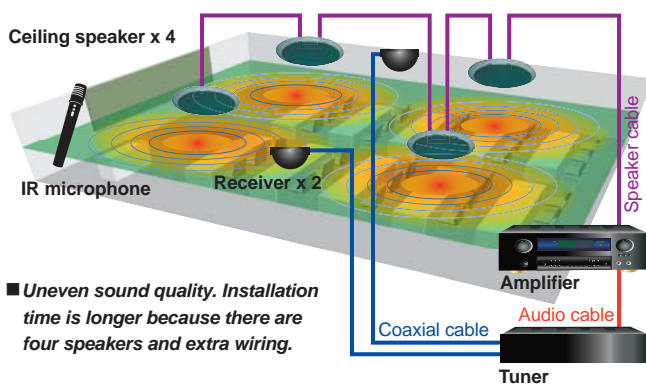 Ceiling speaker x 4
IR microphone
Receiver x 2
Speaker cable
Amplifier
■ Uneven sound quality. Installation
time is longer because there are
four speakers and extra wiring.
Coaxial cable
Audio cable
Tuner